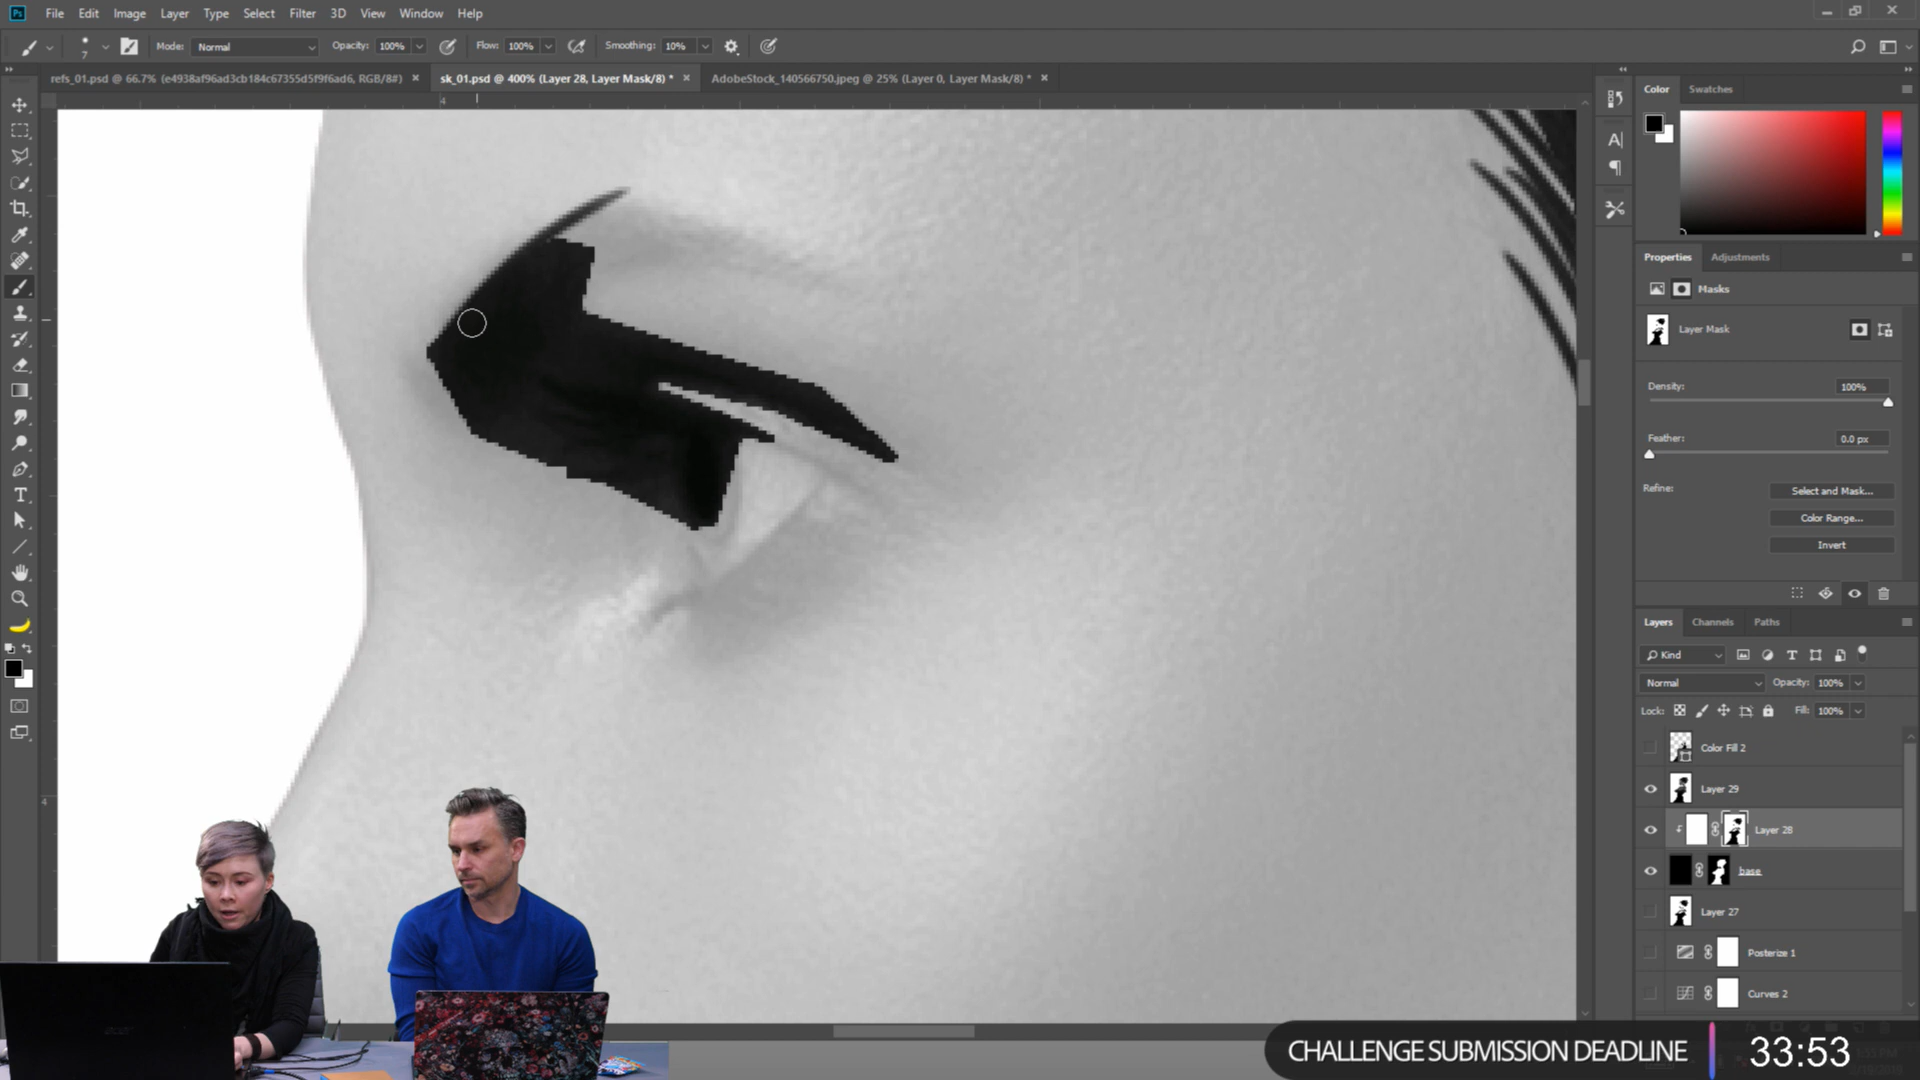 Ps File Edit Image Layer Type Select Filter 3D View Window Help
7 Mode: Normal Opacity: 100% Flow: 100% Smoothing: 10%
refs_01.psd @ 66.7% (e4938af96ad3cb184c67355d5f9f6ad6, RGB/8#) × sk_01.psd @ 400% (Layer 28, Layer Mask/8) * × AdobeStock_140566750.jpeg @ 25% (Layer 0, Layer Mask/8) * ×
4
4
Color Swatches
Properties Adjustments
Masks
Layer Mask
Density: 100%
Feather: 0.0 px
Refine: Select and Mask...
Color Range...
Invert
Layers Channels Paths
Kind
Normal Opacity: 100%
Lock: Fill: 100%
Color Fill 2
Layer 29
Layer 28
base
Layer 27
Posterize 1
Curves 2
CHALLENGE SUBMISSION DEADLINE 33:53